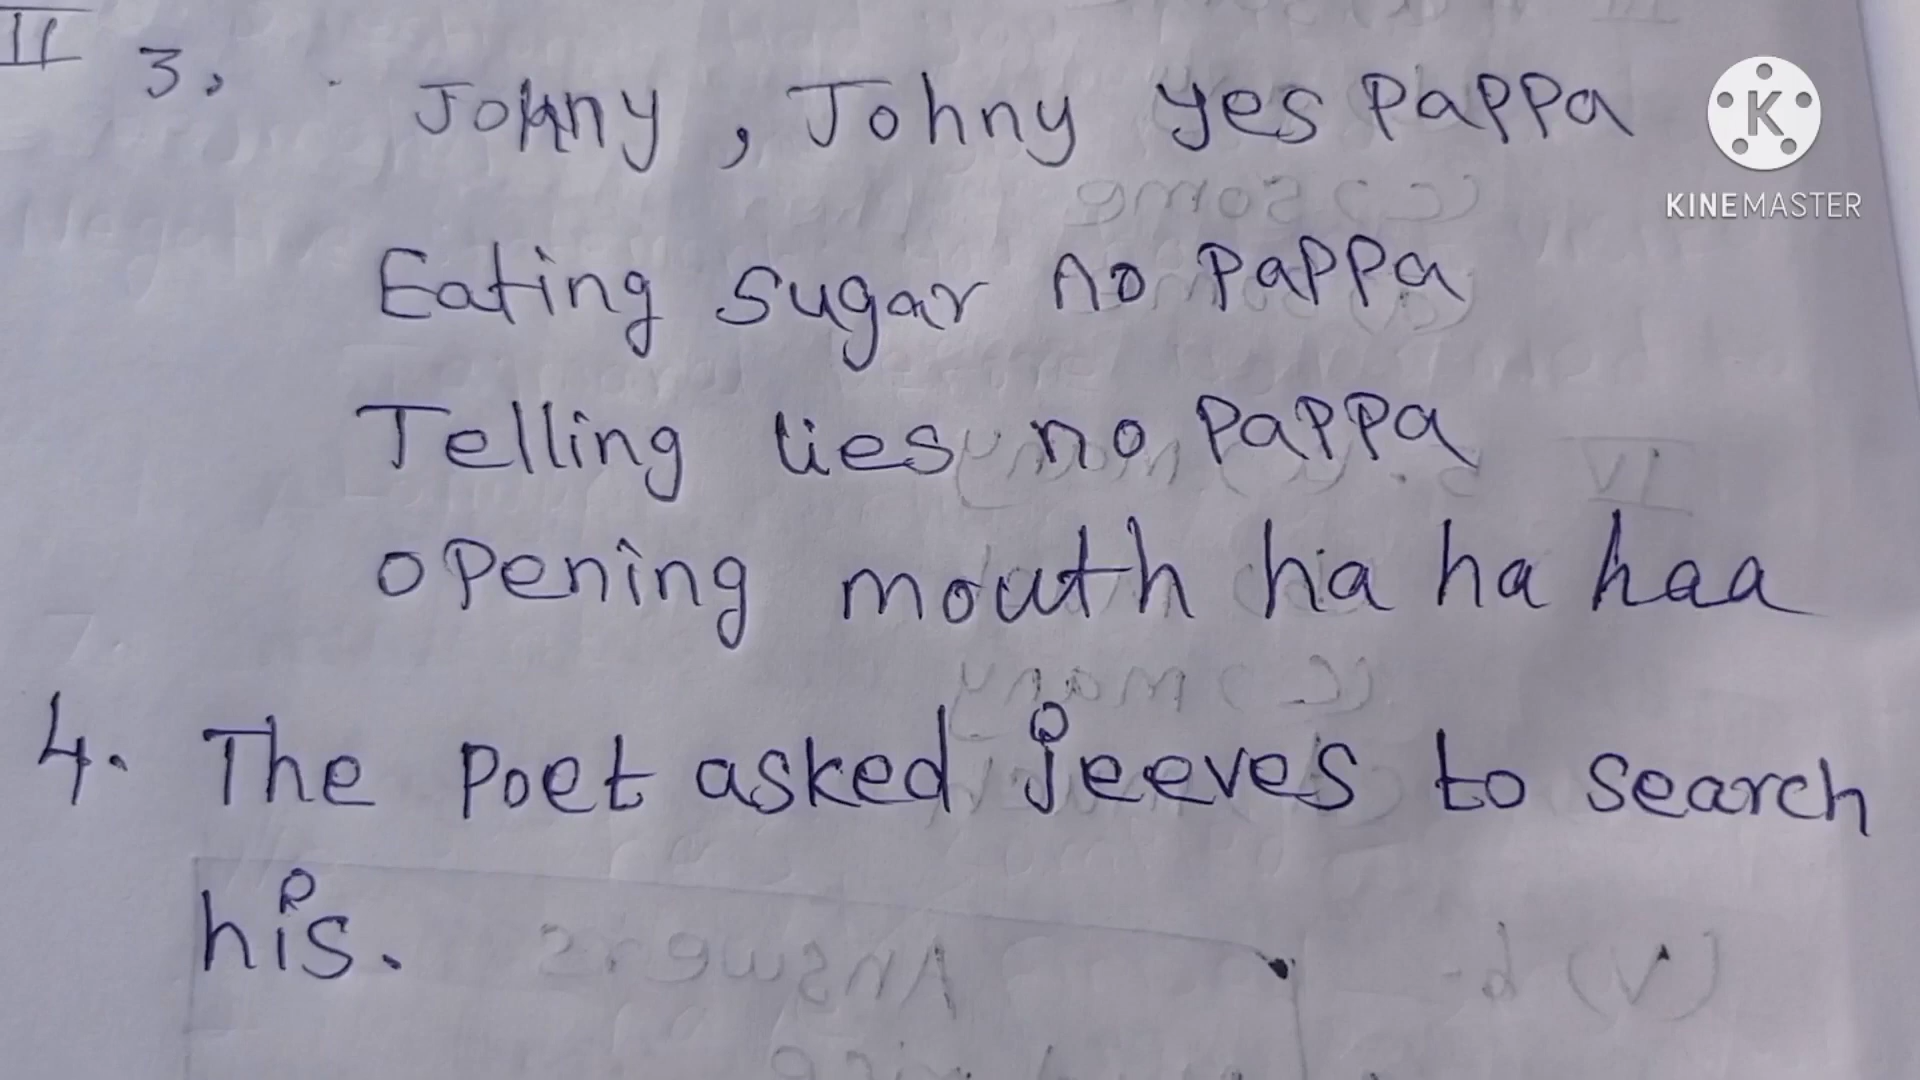 II 3. Johny, Johny yes pappa
K
KINEMASTER
Eating sugar no pappa
Telling lies no pappa
opening mouth ha ha haa
4. The poet asked jeeves to search
his.